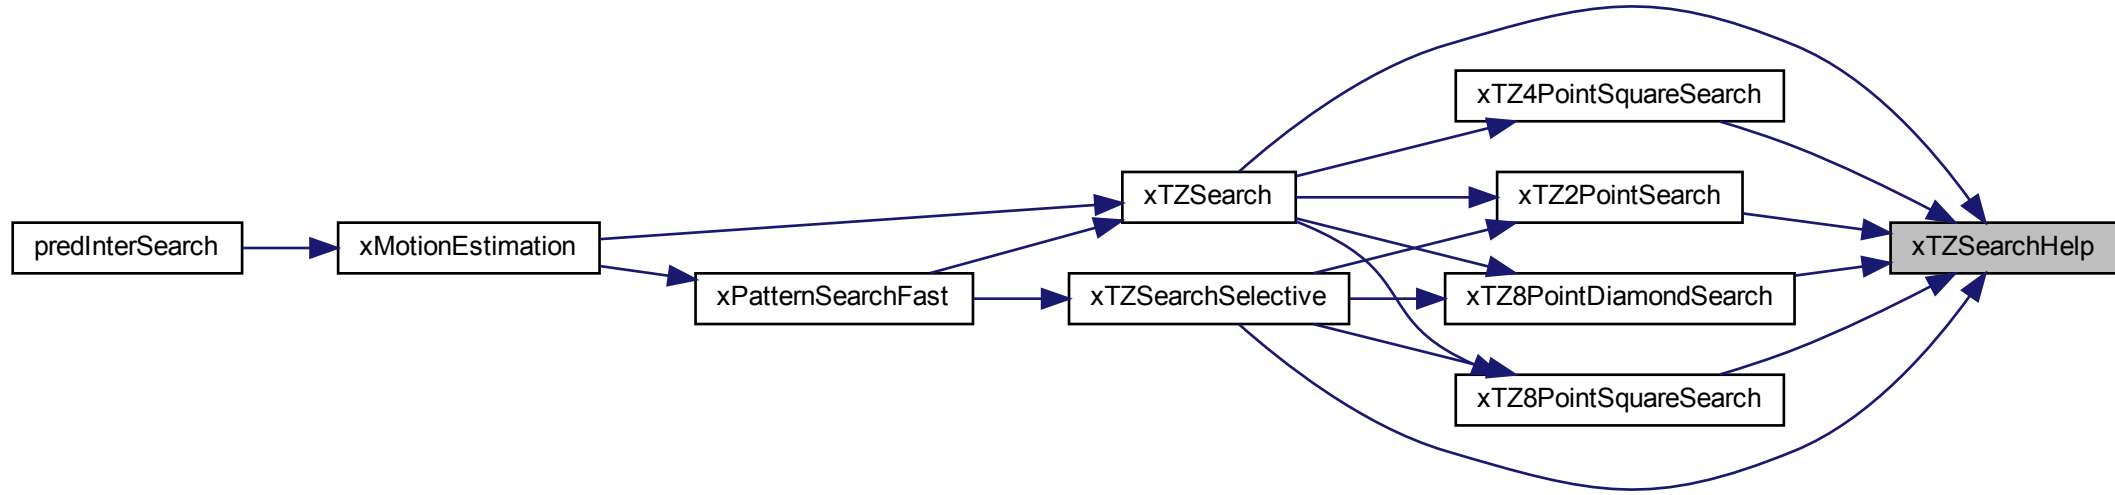 predInterSearch
xMotionEstimation
xPatternSearchFast
xTZSearch
xTZSearchSelective
xTZ4PointSquareSearch
xTZ2PointSearch
xTZ8PointDiamondSearch
xTZ8PointSquareSearch
xTZSearchHelp